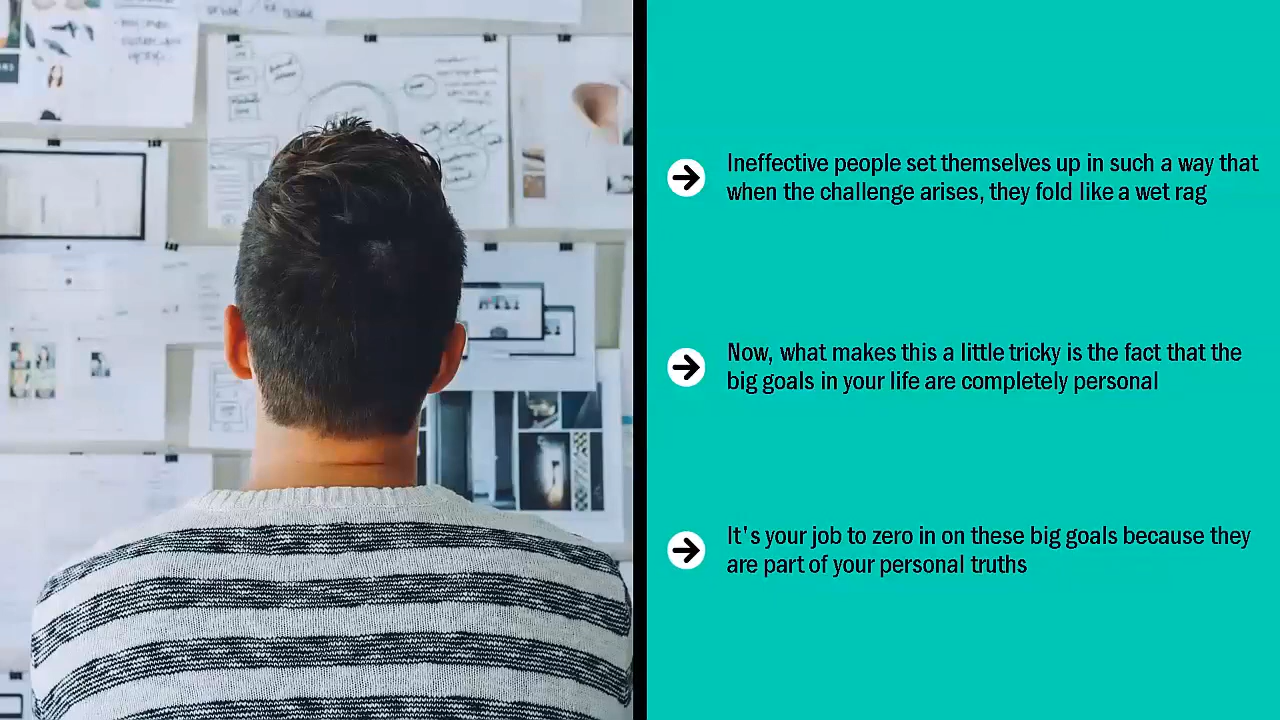 Ineffective people set themselves up in such a way that
when the challenge arises, they fold like a wet rag
Now, what makes this a little tricky is the fact that the
big goals in your life are completely personal
It's your job to zero in on these big goals because they
are part of your personal truths